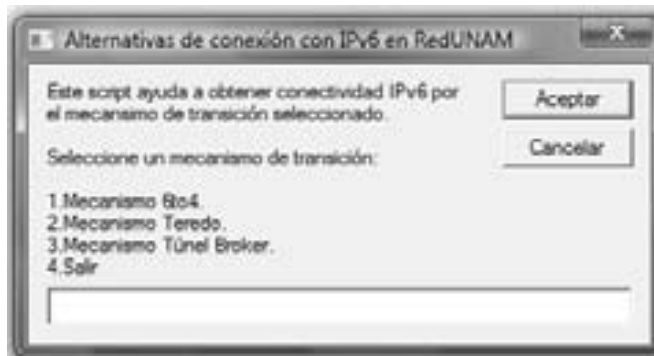 Alternativas de conexión con IPv6 en RedUNAM
Este script ayuda a obtener conectividad IPv6 por
el mecansimo de transición seleccionado.
Aceptar
Cancelar
Seleccione un mecanismo de transición:
1.Mecanismo 6to4.
2.Mecanismo Teredo.
3.Mecanismo Túnel Broker.
4.Salir